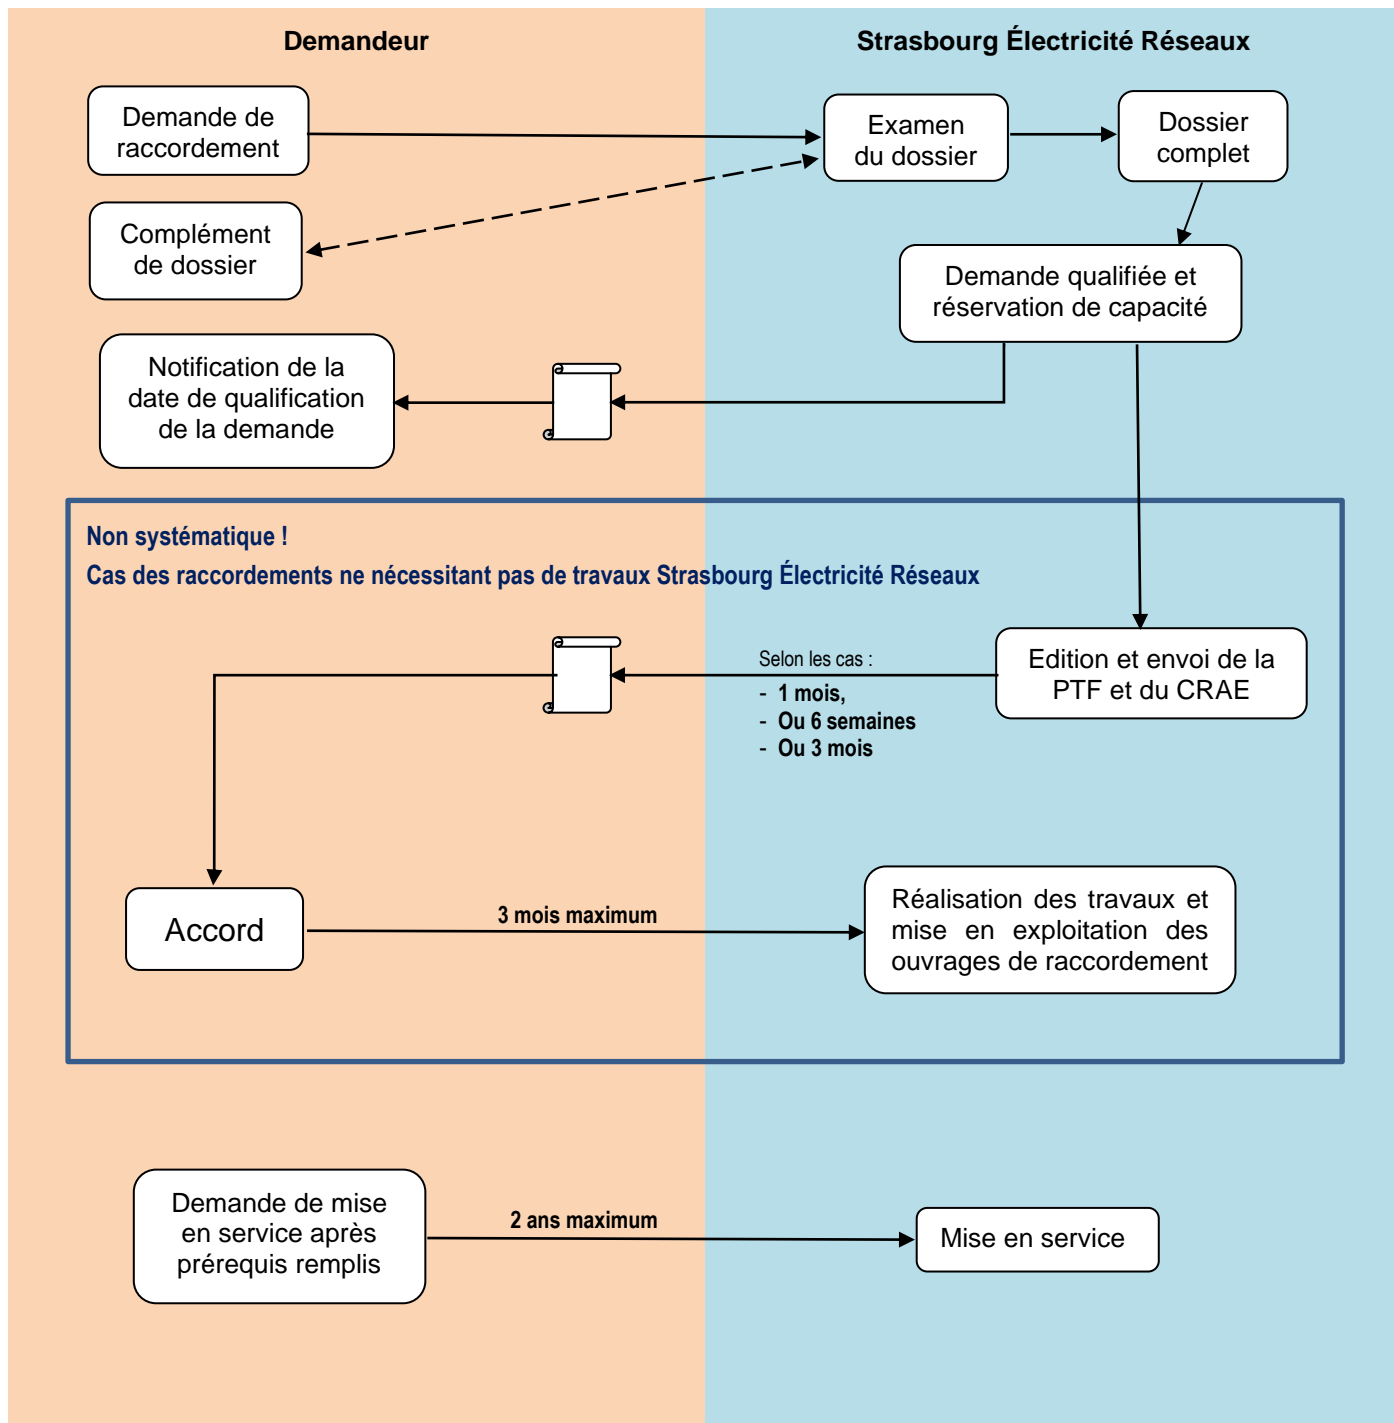 Demandeur
Strasbourg Électricité Réseaux
Demande de
raccordement
Examen
du dossier
Dossier
complet
Complément
de dossier
Demande qualifiée et
réservation de capacité
Notification de la
date de qualification
de la demande
Non systématique !
Cas des raccordements ne nécessitant pas de travaux Strasbourg Électricité Réseaux
Selon les cas :
- 1 mois,
- Ou 6 semaines
- Ou 3 mois
Edition et envoi de la
PTF et du CRAE
Accord
3 mois maximum
Réalisation des travaux et
mise en exploitation des
ouvrages de raccordement
Demande de mise
en service après
prérequis remplis
2 ans maximum
Mise en service